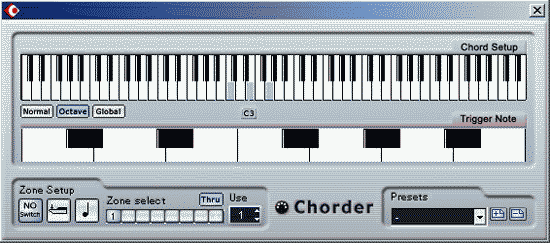 Chord Setup
Normal Octave Global
C3
Trigger Note
Zone Setup
NO Switch
Zone select
1
Thru
Use
1
Chorder
Presets
-